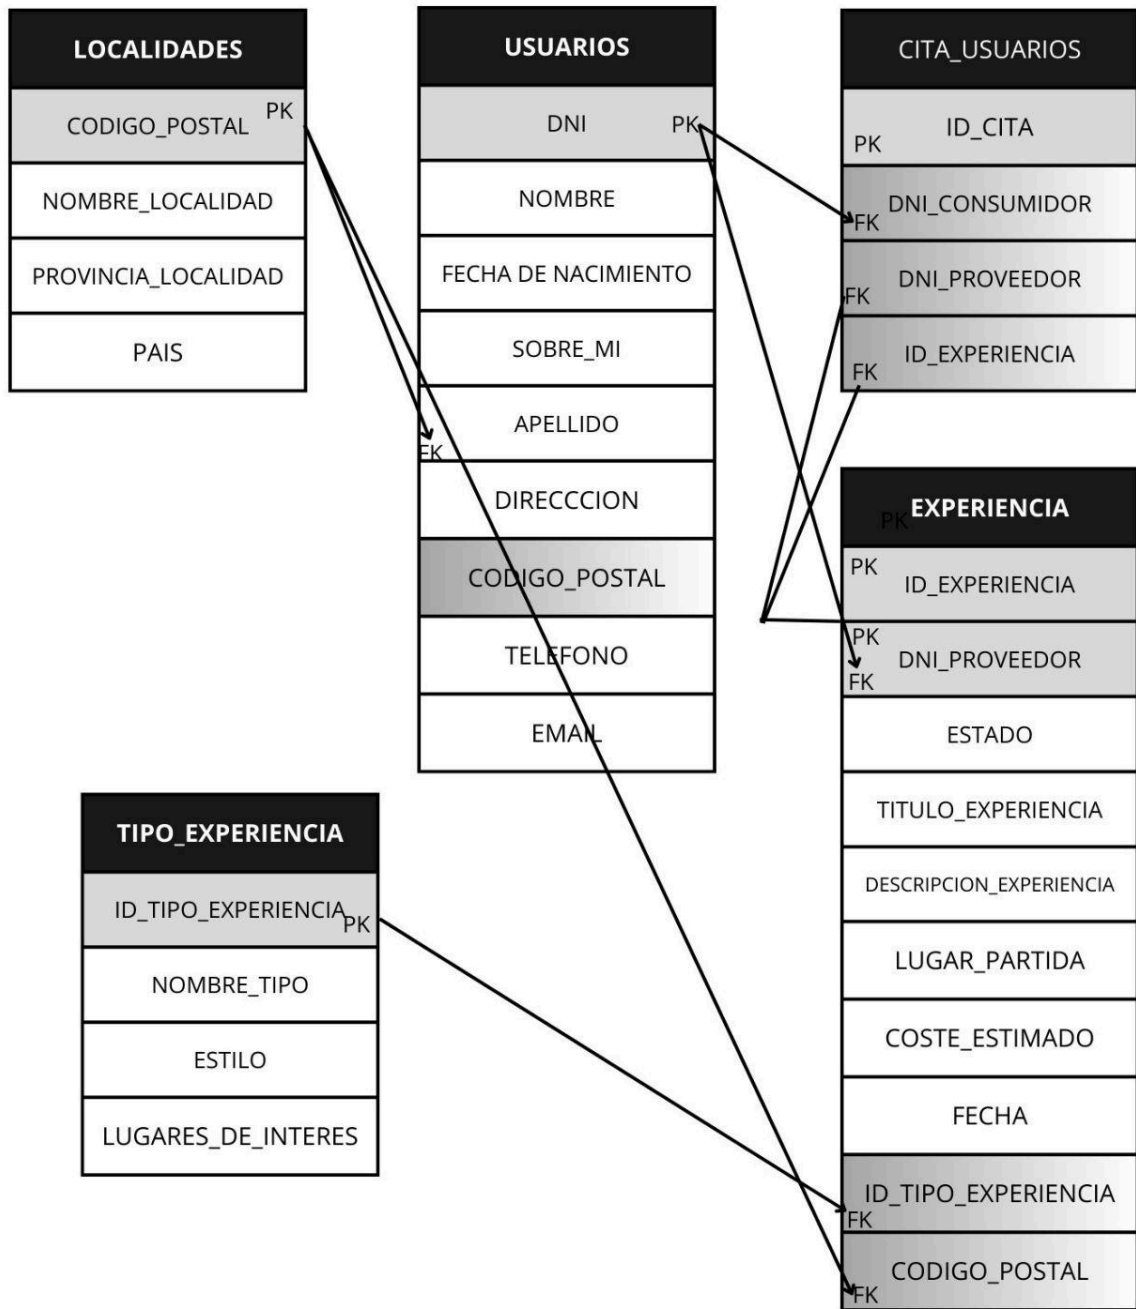 LOCALIDADES
CODIGO_POSTAL PK
NOMBRE_LOCALIDAD
PROVINCIA_LOCALIDAD
PAIS
USUARIOS
DNI PK
NOMBRE
FECHA DE NACIMIENTO
SOBRE_MI
APELLIDO
FK
DIRECCCION
CODIGO_POSTAL
TELEFONO
EMAIL
CITA_USUARIOS
ID_CITA
PK
DNI_CONSUMIDOR
FK
DNI_PROVEEDOR
FK
ID_EXPERIENCIA
FK
EXPERIENCIA
PK
PK
ID_EXPERIENCIA
PK
DNI_PROVEEDOR
FK
ESTADO
TITULO_EXPERIENCIA
DESCRIPCION_EXPERIENCIA
LUGAR_PARTIDA
COSTE_ESTIMADO
FECHA
ID_TIPO_EXPERIENCIA
FK
CODIGO_POSTAL
FK
TIPO_EXPERIENCIA
ID_TIPO_EXPERIENCIA
PK
NOMBRE_TIPO
ESTILO
LUGARES_DE_INTERES